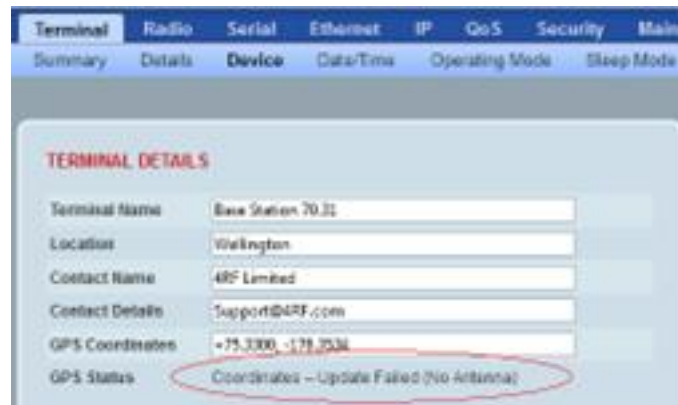 Terminal Radio Serial Ethernet IP QoS Security Main
Summary Details Device Date/Time Operating Mode Sleep Mode
TERMINAL DETAILS
Terminal Name Base Station 70.31
Location Wellington
Contact Name 4RF Limited
Contact Details Support@4RF.com
GPS Coordinates
GPS Status Coordinates – Update Failed (No Antenna)